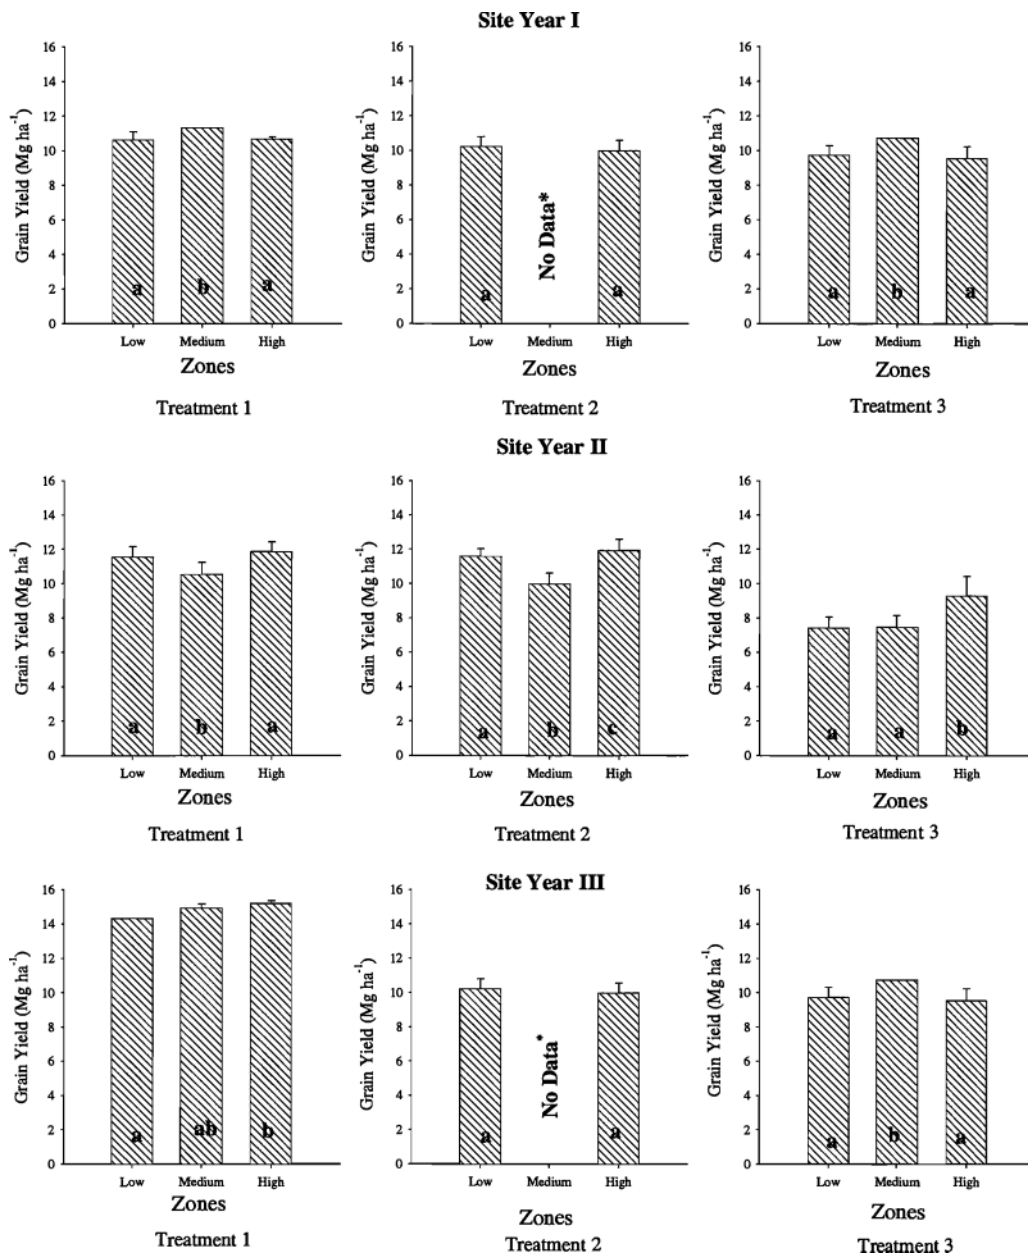 Site Year I
16 16 16
14 14 14
12 12 12
10 10 10
8 8 8
6 6 6
4 4 4
2 2 2
0 0 0
Grain Yield (Mg ha⁻¹) Grain Yield (Mg ha⁻¹) Grain Yield (Mg ha⁻¹)
No Data*
a b a a a a b a
Low Medium High Low Medium High Low Medium High
Zones Zones Zones
Treatment 1 Treatment 2 Treatment 3
Site Year II
16 16 16
14 14 14
12 12 12
10 10 10
8 8 8
6 6 6
4 4 4
2 2 2
0 0 0
Grain Yield (Mg ha⁻¹) Grain Yield (Mg ha⁻¹) Grain Yield (Mg ha⁻¹)
a b a a b c a a b
Low Medium High Low Medium High Low Medium High
Zones Zones Zones
Treatment 1 Treatment 2 Treatment 3
Site Year III
16 16 16
14 14 14
12 12 12
10 10 10
8 8 8
6 6 6
4 4 4
2 2 2
0 0 0
Grain Yield (Mg ha⁻¹) Grain Yield (Mg ha⁻¹) Grain Yield (Mg ha⁻¹)
No Data*
a ab b a a a b a
Low Medium High Low Medium High Low Medium High
Zones Zones Zones
Treatment 1 Treatment 2 Treatment 3